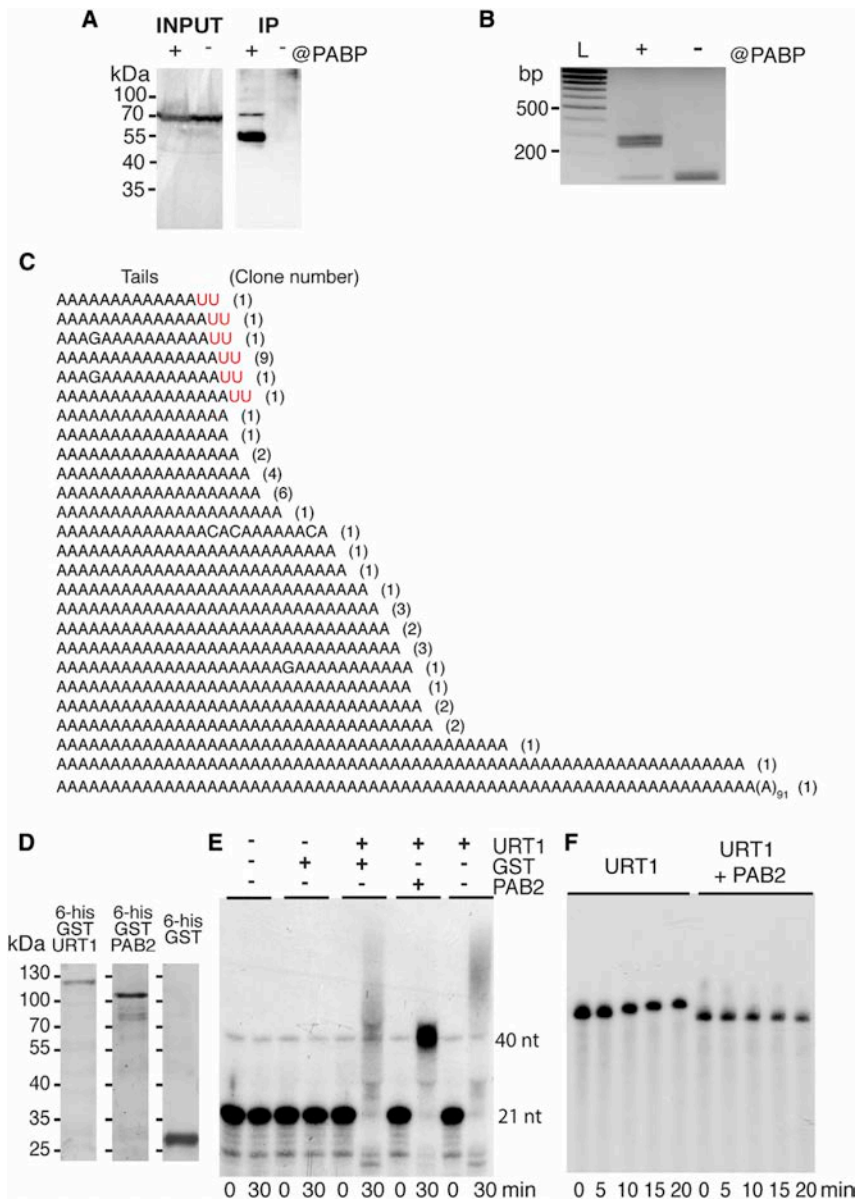 A
INPUT IP
+ - + - @PABP
kDa
100
70
55
40
35
B
L + - @PABP
bp
500
200
C
Tails (Clone number)
AAAAAAAAAAAAAUU (1)
AAAAAAAAAAAAAAUU (1)
AAAGAAAAAAAAAAUU (1)
AAAAAAAAAAAAAAAUU (9)
AAAGAAAAAAAAAAAUU (1)
AAAAAAAAAAAAAAAAUU (1)
AAAAAAAAAAAAAAAA (1)
AAAAAAAAAAAAAAAA (1)
AAAAAAAAAAAAAAAAA (2)
AAAAAAAAAAAAAAAAAA (4)
AAAAAAAAAAAAAAAAAAA (6)
AAAAAAAAAAAAAAAAAAAAA (1)
AAAAAAAAAAAAAACACAAAAAACA (1)
AAAAAAAAAAAAAAAAAAAAAAAAAA (1)
AAAAAAAAAAAAAAAAAAAAAAAAAAA (1)
AAAAAAAAAAAAAAAAAAAAAAAAAAAAA (1)
AAAAAAAAAAAAAAAAAAAAAAAAAAAAAA (3)
AAAAAAAAAAAAAAAAAAAAAAAAAAAAAAA (2)
AAAAAAAAAAAAAAAAAAAAAAAAAAAAAAAA (3)
AAAAAAAAAAAAAAAAAAAAAGAAAAAAAAAAA (1)
AAAAAAAAAAAAAAAAAAAAAAAAAAAAAAAAA (1)
AAAAAAAAAAAAAAAAAAAAAAAAAAAAAAAAAA (2)
AAAAAAAAAAAAAAAAAAAAAAAAAAAAAAAAAAA (2)
AAAAAAAAAAAAAAAAAAAAAAAAAAAAAAAAAAAAAAAAAA (1)
AAAAAAAAAAAAAAAAAAAAAAAAAAAAAAAAAAAAAAAAAAAAAAAAAAAAAAAAAAAAAAAA (1)
AAAAAAAAAAAAAAAAAAAAAAAAAAAAAAAAAAAAAAAAAAAAAAAAAAAAAAAAAAAAAAAAA(A)91 (1)
D
6-his GST URT1
6-his GST PAB2
6-his GST
kDa
130
100
70
55
40
35
25
E
- - + + + URT1
- + + - - GST
- - - + - PAB2
40 nt
21 nt
0 30 0 30 0 30 0 30 0 30 min
F
URT1
URT1 + PAB2
0 5 10 15 20 0 5 10 15 20 min